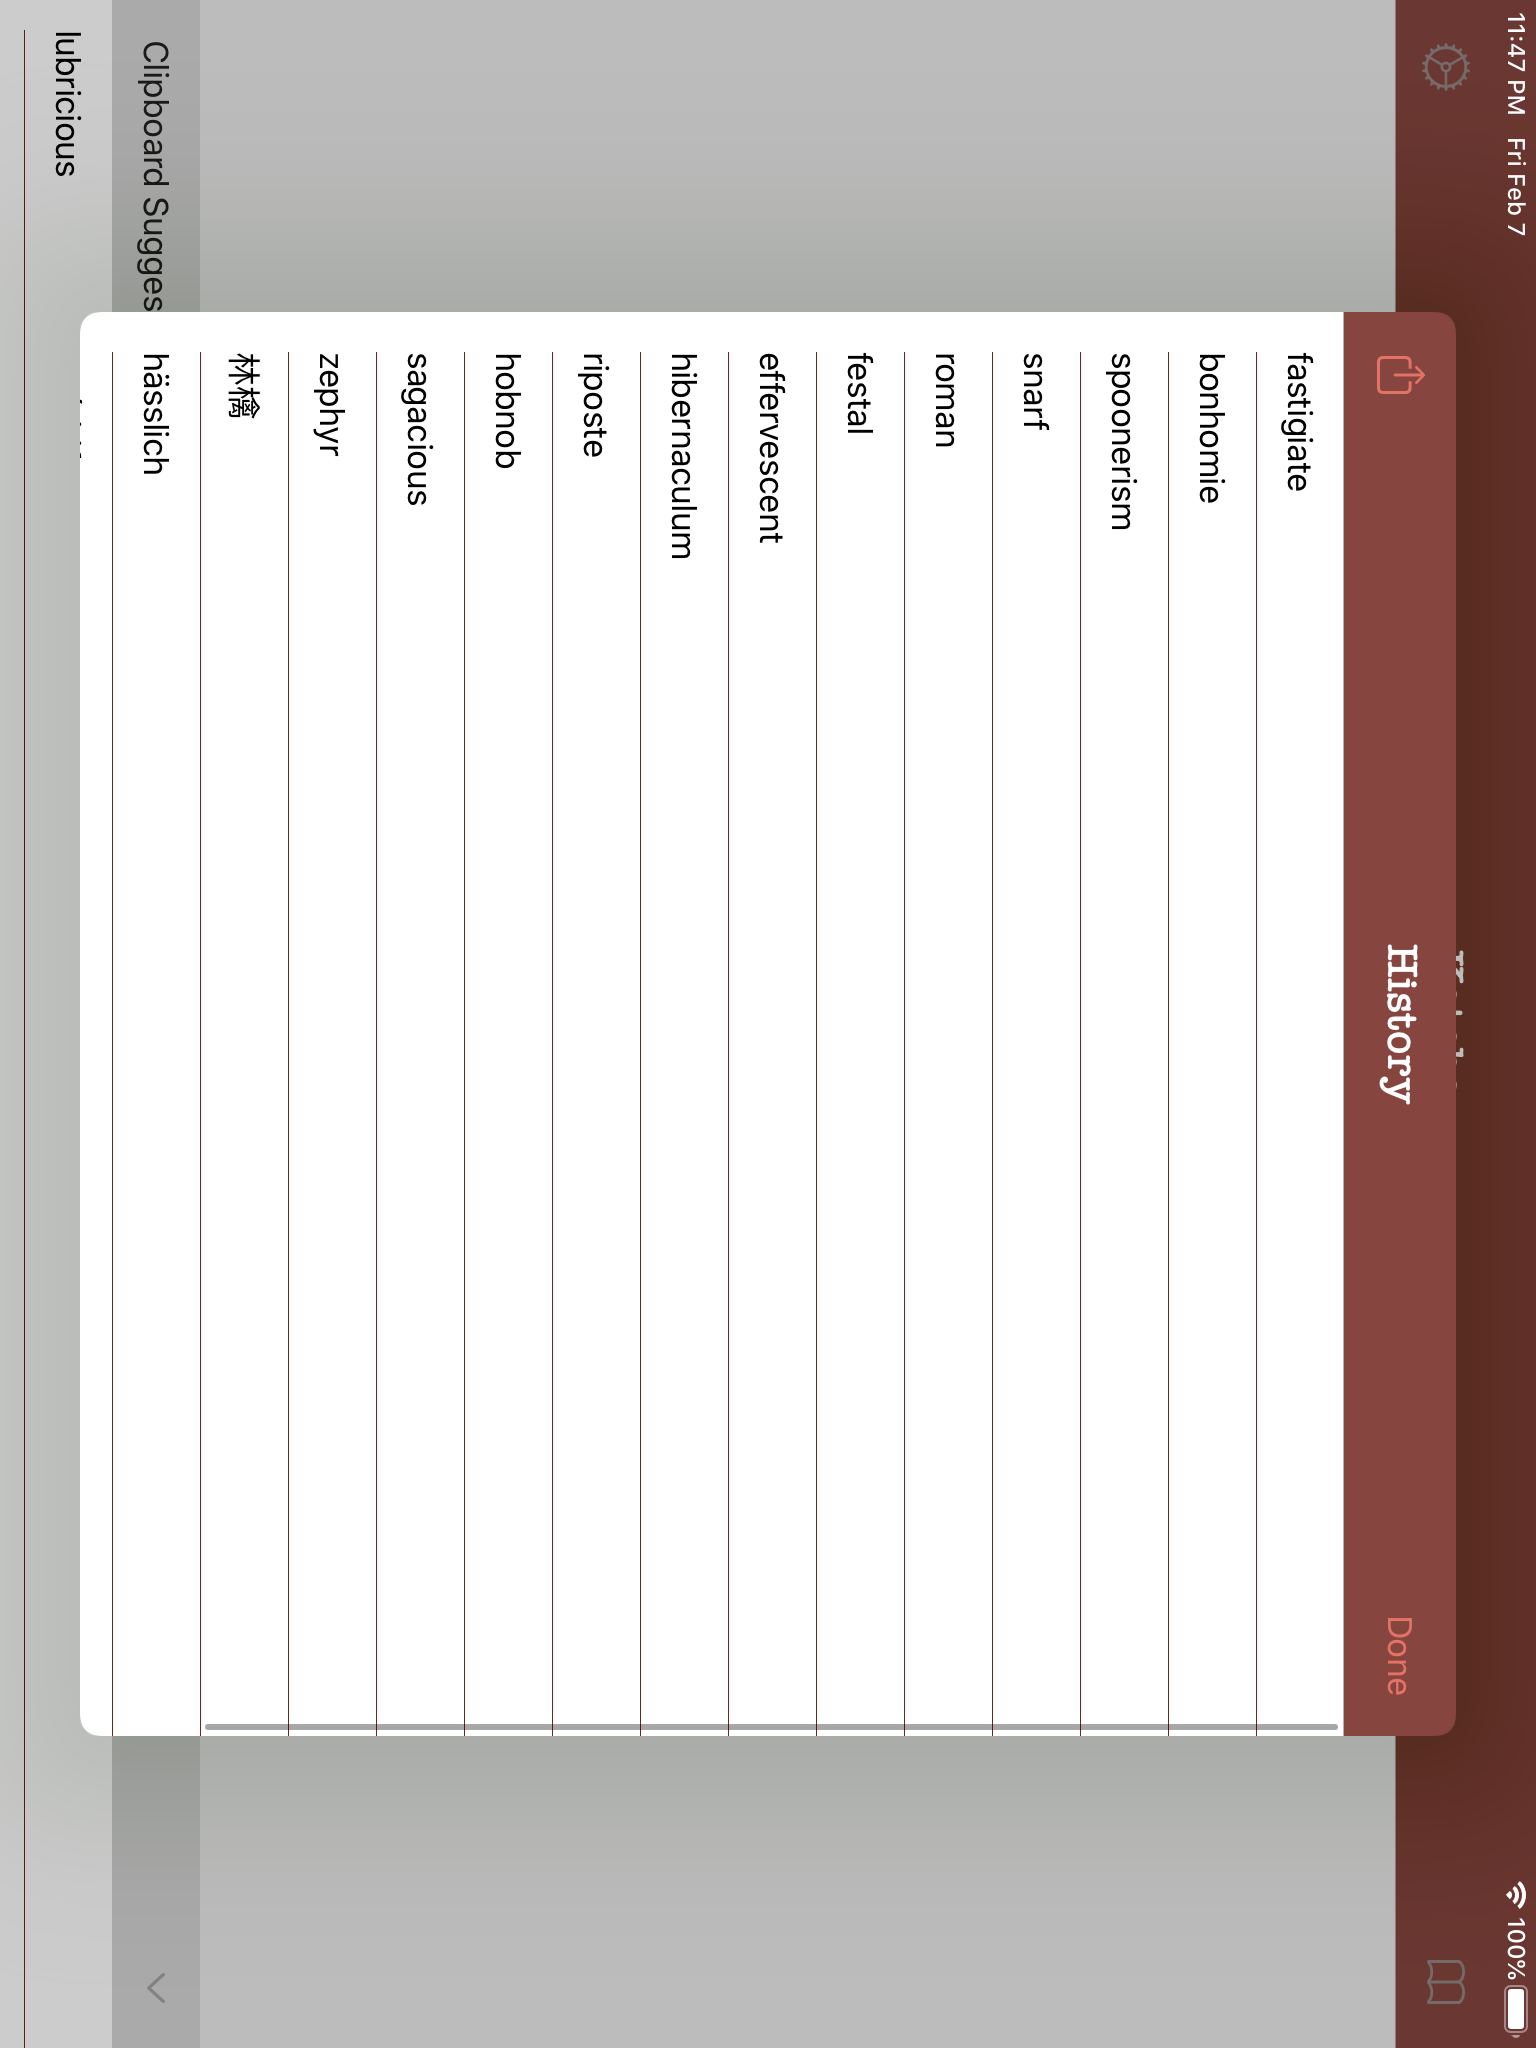 11:47 PM Fri Feb 7
100%
History
Done
fastigiate
bonhomie
spoonerism
snarf
roman
festal
effervescent
hibernaculum
riposte
hobnob
sagacious
zephyr
林檎
hässlich
Clipboard Sugges
lubricious